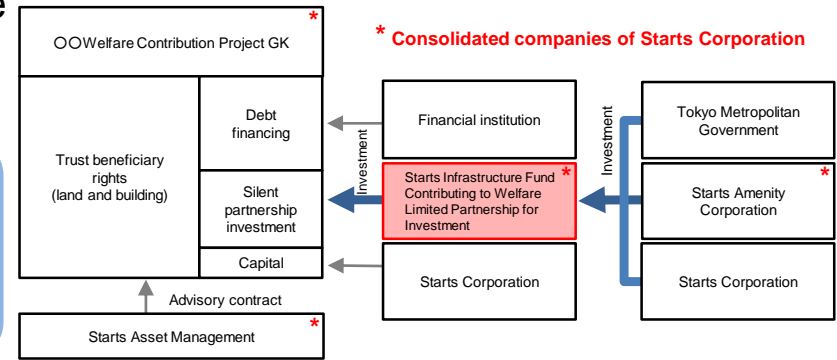 e
*
○○Welfare Contribution Project GK
* Consolidated companies of Starts Corporation
Trust beneficiary
rights
(land and building)
Debt
financing
Silent
partnership
investment
Capital
Investment
Financial institution
Starts Infrastructure Fund *
Contributing to Welfare
Limited Partnership for
Investment
Starts Corporation
Investment
Tokyo Metropolitan
Government
*
Starts Amenity
Corporation
Starts Corporation
Advisory contract
Starts Asset Management *